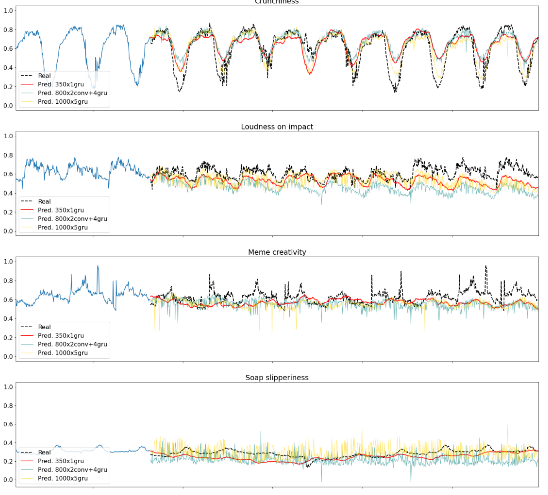 Crunchiness
1.0
0.8
0.6
0.4
0.2
0.0
Real
Pred. 350x1gru
Pred. 800x2conv+4gru
Pred. 1000x5gru
Loudness on impact
1.0
0.8
0.6
0.4
0.2
0.0
Real
Pred. 350x1gru
Pred. 800x2conv+4gru
Pred. 1000x5gru
Meme creativity
1.0
0.8
0.6
0.4
0.2
0.0
Real
Pred. 350x1gru
Pred. 800x2conv+4gru
Pred. 1000x5gru
Soap slipperiness
1.0
0.8
0.6
0.4
0.2
0.0
Real
Pred. 350x1gru
Pred. 800x2conv+4gru
Pred. 1000x5gru